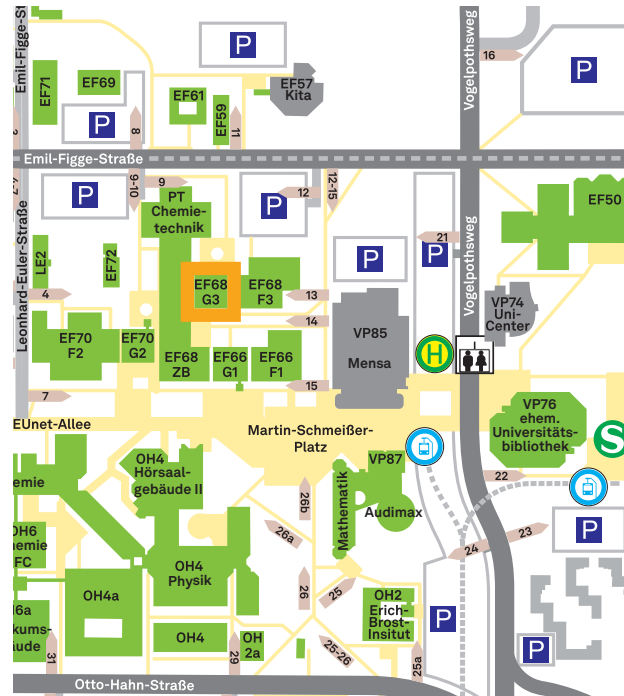 Emil-Figge-St
Vogelpothsweg
16
P
P
EF57
Kita
EF71
EF69
EF61
EF59
P
8
11
Emil-Figge-Straße
9
10-16
12
12-15
P
P
PT
Chemie-
technik
EF50
Leonhard-Euler-Straße
Vogelpothsweg
21
P
P
LE2
EF72
EF68
G3
EF68
F3
4
13
VP74
Uni-
Center
14
EF70
F2
EF70
G2
VP85
Mensa
H
EF68
ZB
EF66
G1
EF66
F1
15
7
VP76
ehem.
Universitäts-
bibliothek
EUnet-Allee
Martin-Schmeißer-
Platz
S
OH4
Hörsaal-
gebäude II
VP87
emie
22
Mathematik
26b
Audimax
26a
23
P
OH6
hemie
FC
24
OH4
Physik
OH4a
26
25
OH2
Erich-
Brost-
Insitut
P
6a
kums-
äude
OH4
OH
2a
25-26
P
31
29
25a
Otto-Hahn-Straße